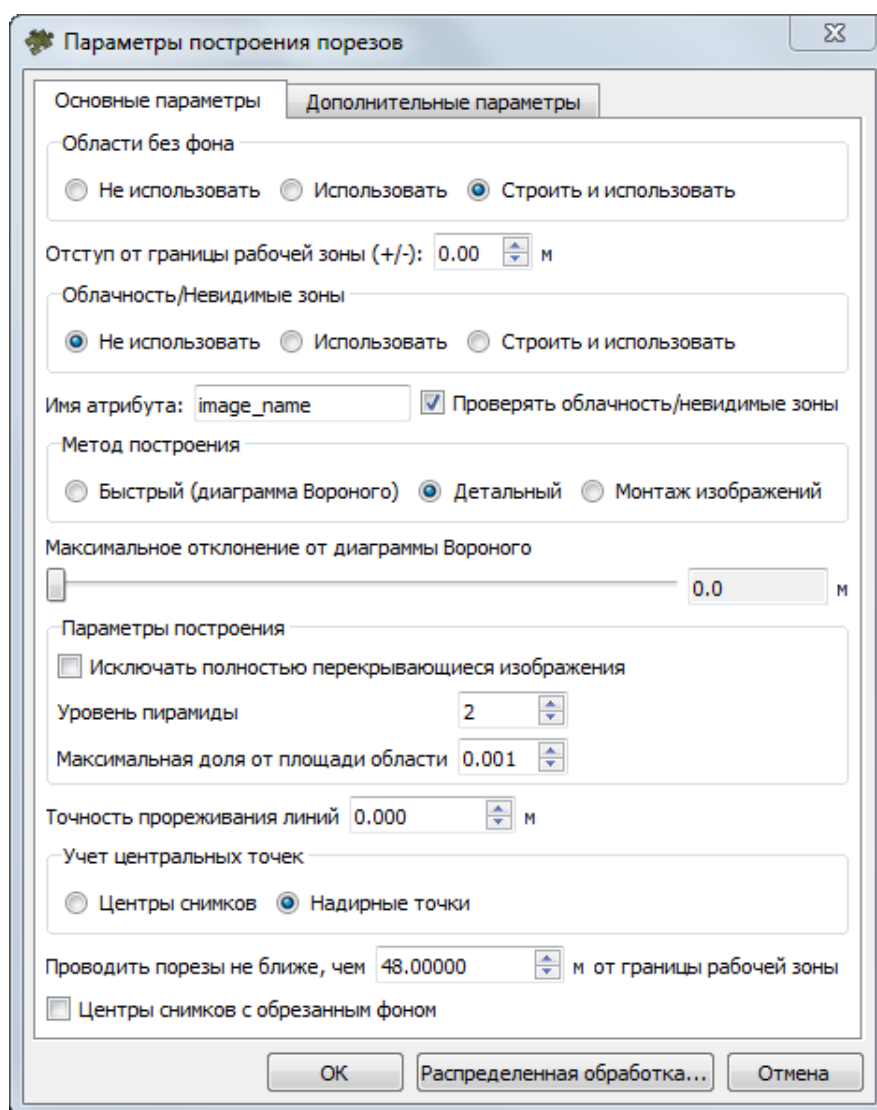 Параметры построения порезов
Основные параметры Дополнительные параметры
Области без фона
Не использовать Использовать Строить и использовать
Отступ от границы рабочей зоны (+/-): 0.00 м
Облачность/Невидимые зоны
Не использовать Использовать Строить и использовать
Имя атрибута: image_name Проверять облачность/невидимые зоны
Метод построения
Быстрый (диаграмма Вороного) Детальный Монтаж изображений
Максимальное отклонение от диаграммы Вороного
0.0 м
Параметры построения
Исключать полностью перекрывающиеся изображения
Уровень пирамиды 2
Максимальная доля от площади области 0.001
Точность прореживания линий 0.000 м
Учет центральных точек
Центры снимков Надирные точки
Проводить порезы не ближе, чем 48.00000 м от границы рабочей зоны
Центры снимков с обрезанным фоном
ОК Распределенная обработка... Отмена